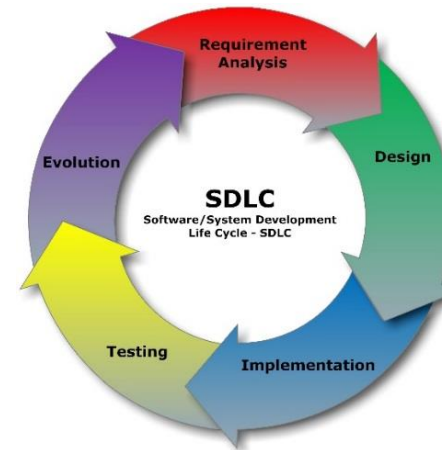 Requirement
Analysis
Design
Evolution
SDLC
Software/System Development
Life Cycle - SDLC
Testing
Implementation